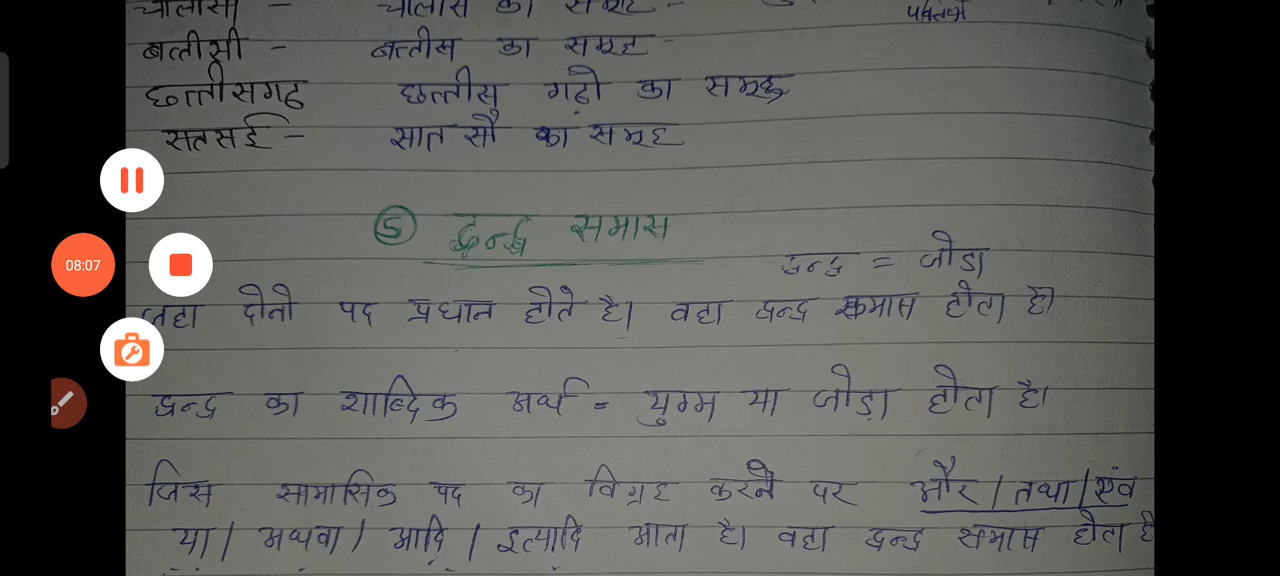 चालीसा - चालीस का समूह -
बत्तीसी - बत्तीस का समूह
छत्तीसगढ छत्तीस गढ़ो का समूह
सतसई - सात सौ का समूह
5 द्वन्द्व समास
द्वन्द्व = जोडा
जहा दोनो पद प्रधान होते है। वहा द्वन्द समास होता है
द्वन्द्व का शाब्दिक अर्थ = युग्म या जोड़ा होता है।
08:07
जिस सामासिक पद का विग्रह करने पर और / तथा / एंव
या / अथवा / आदि / इत्यादि आता है। वहा द्वन्द समास होता है